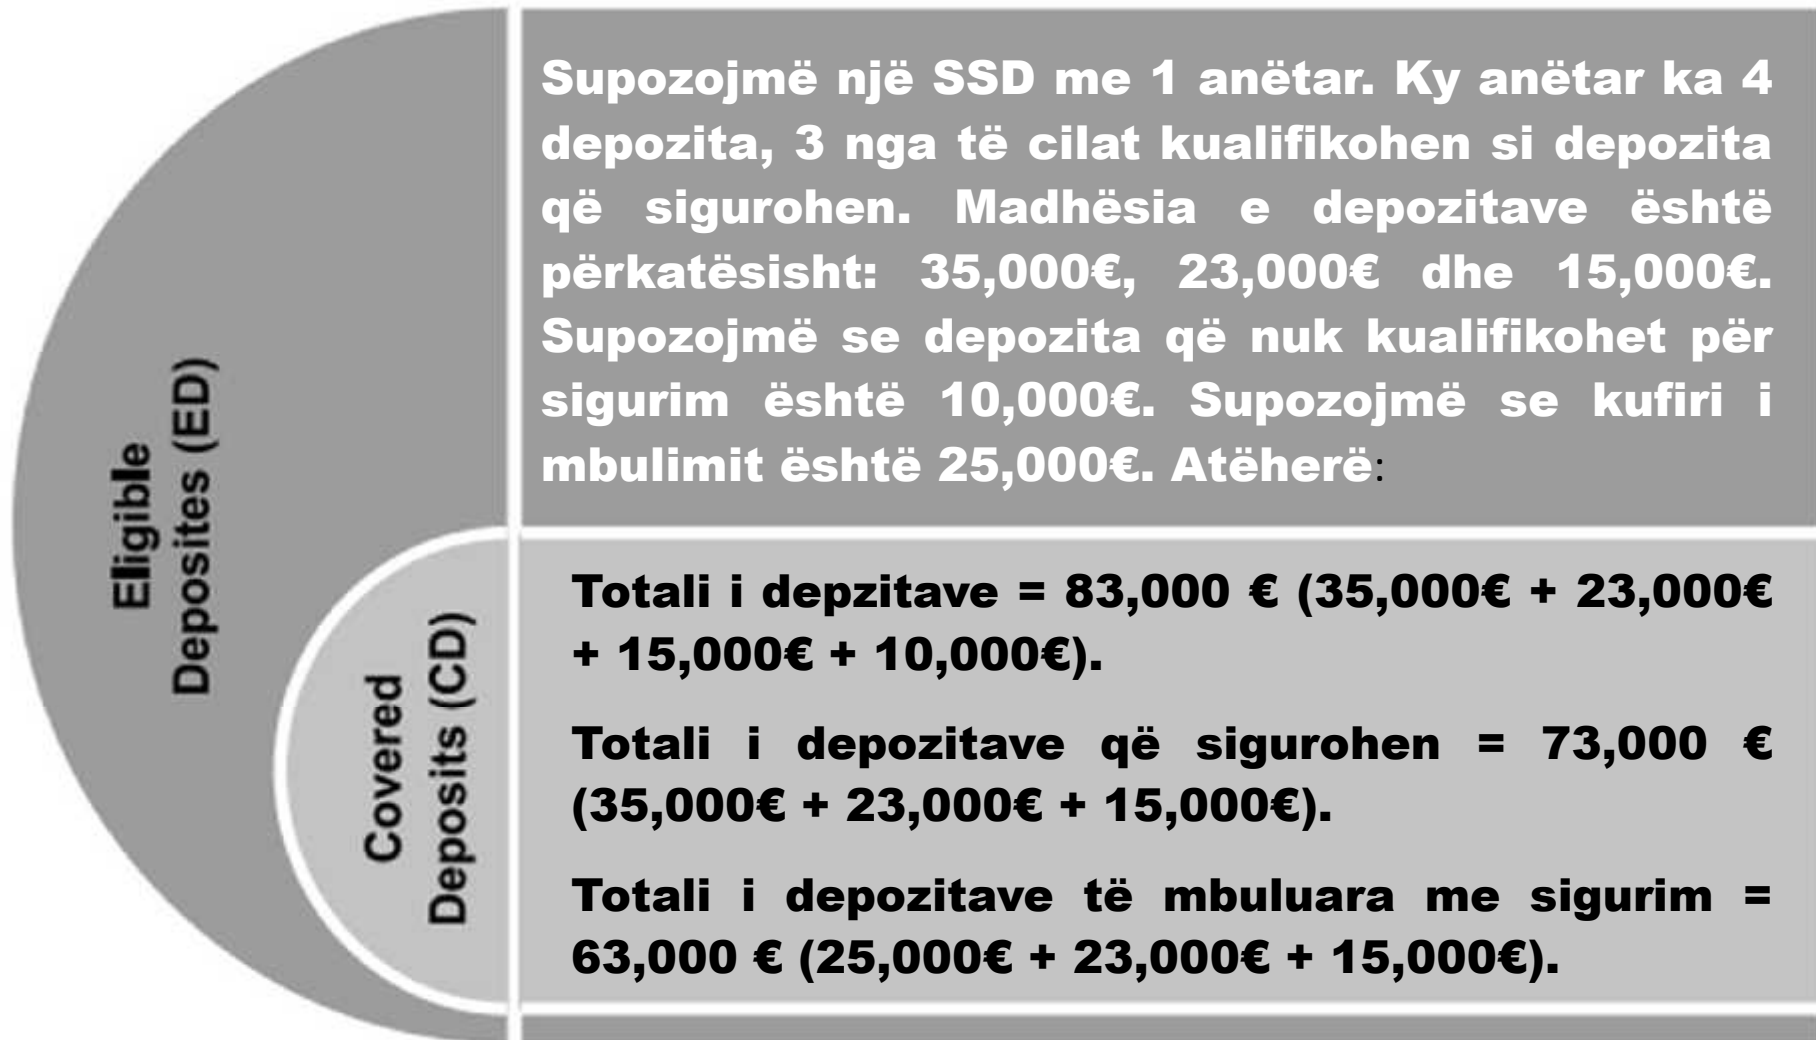 Eligible
Deposites (ED)
Supozojmë një SSD me 1 anëtar. Ky anëtar ka 4
depozita, 3 nga të cilat kualifikohen si depozita
që sigurohen. Madhësia e depozitave është
përkatësisht: 35,000€, 23,000€ dhe 15,000€.
Supozojmë se depozita që nuk kualifikohet për
sigurim është 10,000€. Supozojmë se kufiri i
mbulimit është 25,000€. Atëherë:
Covered
Deposits (CD)
Totali i depzitave = 83,000 € (35,000€ + 23,000€
+ 15,000€ + 10,000€).
Totali i depozitave që sigurohen = 73,000 €
(35,000€ + 23,000€ + 15,000€).
Totali i depozitave të mbuluara me sigurim =
63,000 € (25,000€ + 23,000€ + 15,000€).